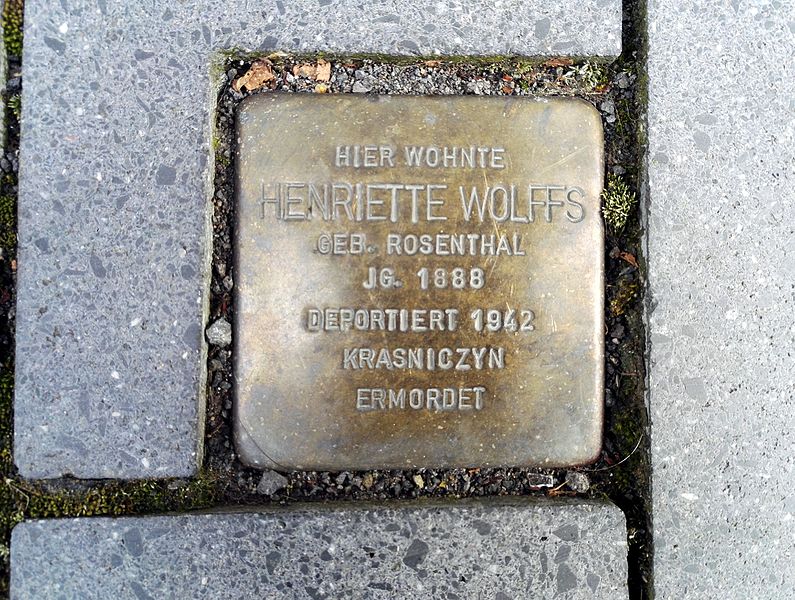 HIER WOHNTE
HENRIETTE WOLFFS
GEB. ROSENTHAL
JG. 1888
DEPORTIERT 1942
KRASNICZYN
ERMORDET